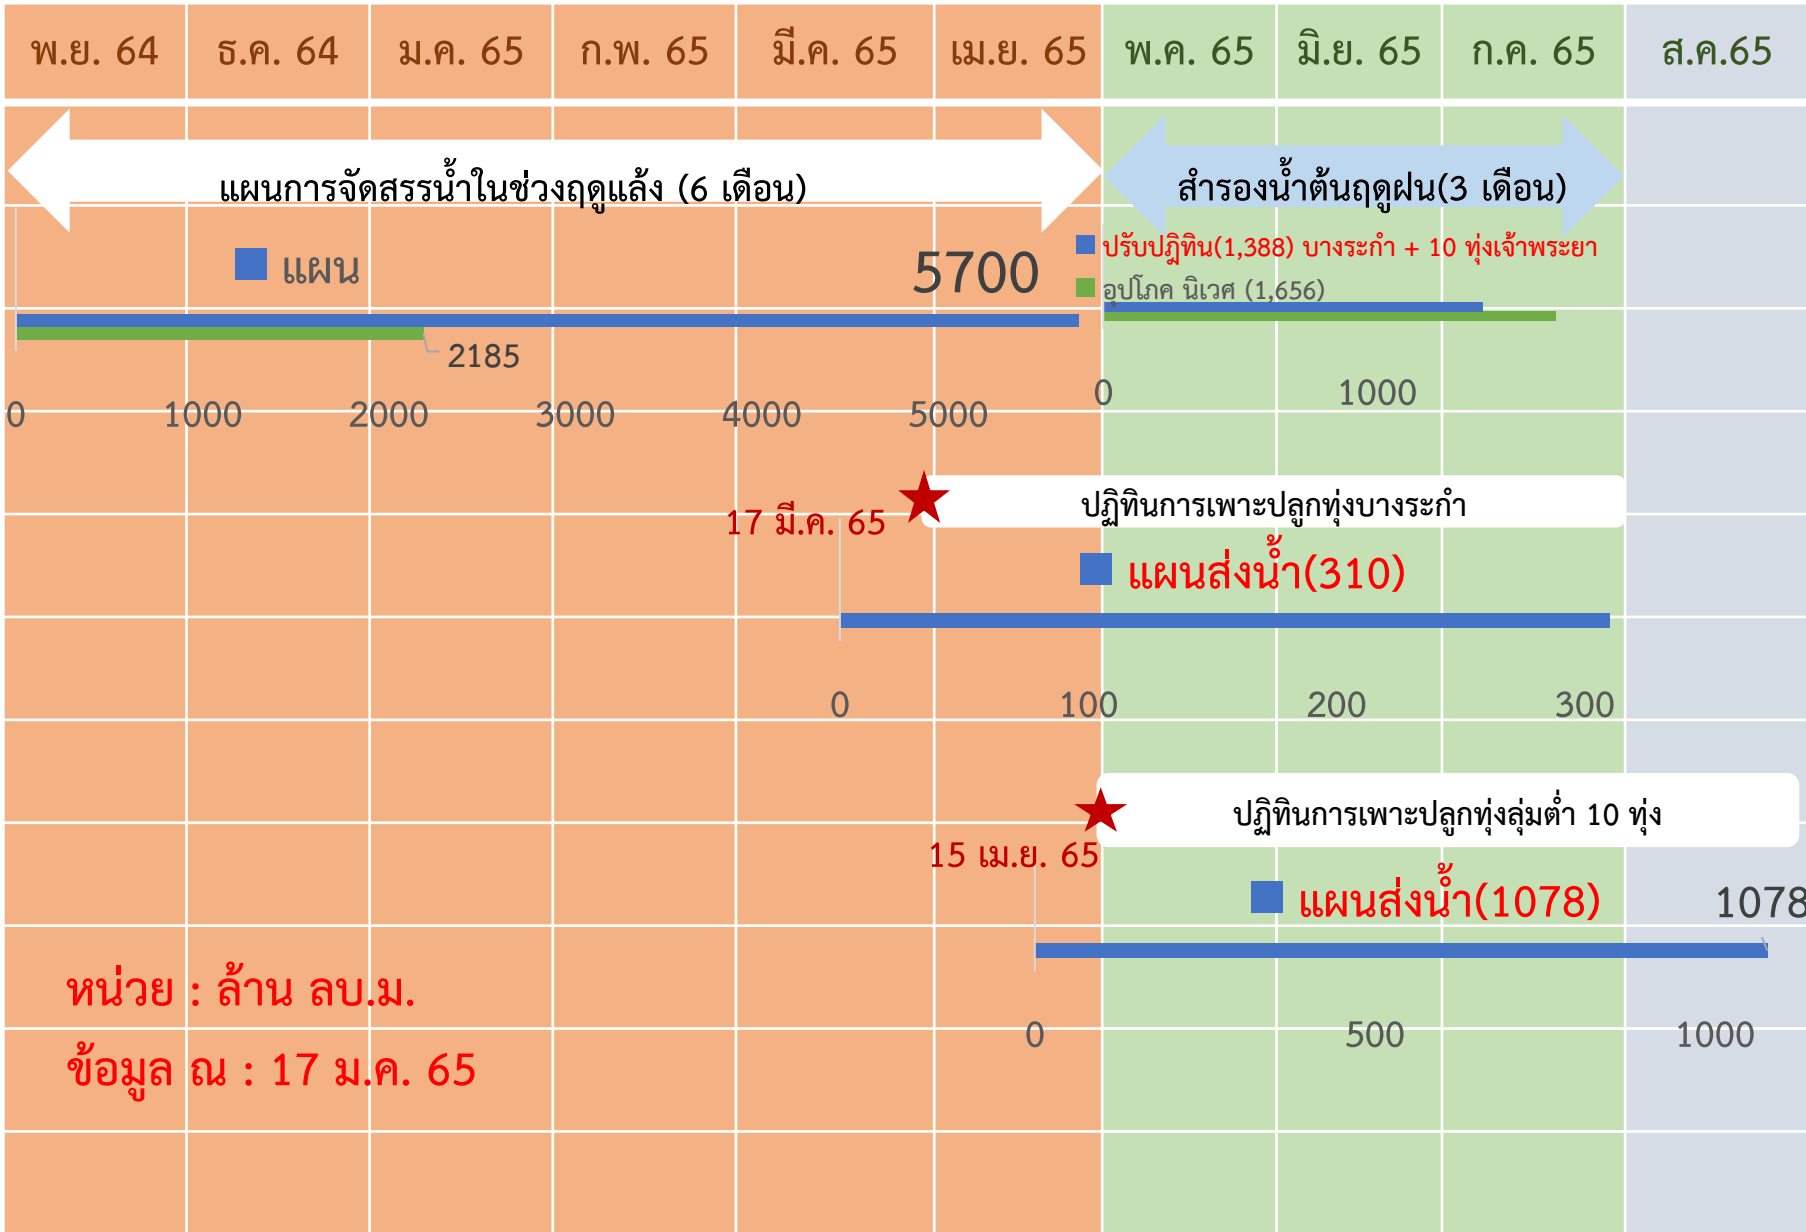 พ.ย. 64 ธ.ค. 64 ม.ค. 65 ก.พ. 65 มี.ค. 65 เม.ย. 65 พ.ค. 65 มิ.ย. 65 ก.ค. 65 ส.ค.65
แผนการจัดสรรน้ำในช่วงฤดูแล้ง (6 เดือน)
สำรองน้ำต้นฤดูฝน(3 เดือน)
แผน
5700
2185
0 1000 2000 3000 4000 5000
ปรับปฎิทิน(1,388) บางระกำ + 10 ทุ่งเจ้าพระยา
อุปโภค นิเวศ (1,656)
0 1000
ปฏิทินการเพาะปลูกทุ่งบางระกำ
17 มี.ค. 65
แผนส่งน้ำ(310)
0 100 200 300
ปฏิทินการเพาะปลูกทุ่งลุ่มต่ำ 10 ทุ่ง
15 เม.ย. 65
แผนส่งน้ำ(1078)
1078
0 500 1000
หน่วย : ล้าน ลบ.ม.
ข้อมูล ณ : 17 ม.ค. 65